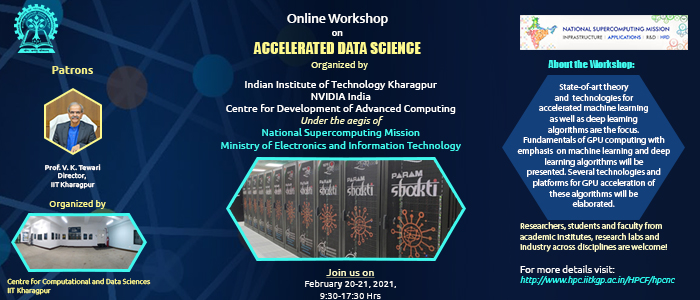 Online Workshop
on
ACCELERATED DATA SCIENCE
Organized by
Indian Institute of Technology Kharagpur
NVIDIA India
Centre for Development of Advanced Computing
Under the aegis of
National Supercomputing Mission
Ministry of Electronics and Information Technology
PARAM
shakti
PARAM
shakti
Join us on
February 20-21, 2021,
9:30-17:30 Hrs
Patrons
Prof. V. K. Tewari
Director,
IIT Kharagpur
Organized by
Centre for Computational and Data Sciences
IIT Kharagpur
NATIONAL SUPERCOMPUTING MISSION
INFRASTRUCTURE | APPLICATIONS | R&D | HRD
About the Workshop:
State-of-art theory
and technologies for
accelerated machine learning
as well as deep learning
algorithms are the focus.
Fundamentals of GPU computing with
emphasis on machine learning and deep
learning algorithms will be
presented. Several technologies and
platforms for GPU acceleration of
these algorithms will be
elaborated.
Researchers, students and faculty from
academic institutes, research labs and
industry across disciplines are welcome!
For more details visit:
http://www.hpc.iitkgp.ac.in/HPCF/hpcnc